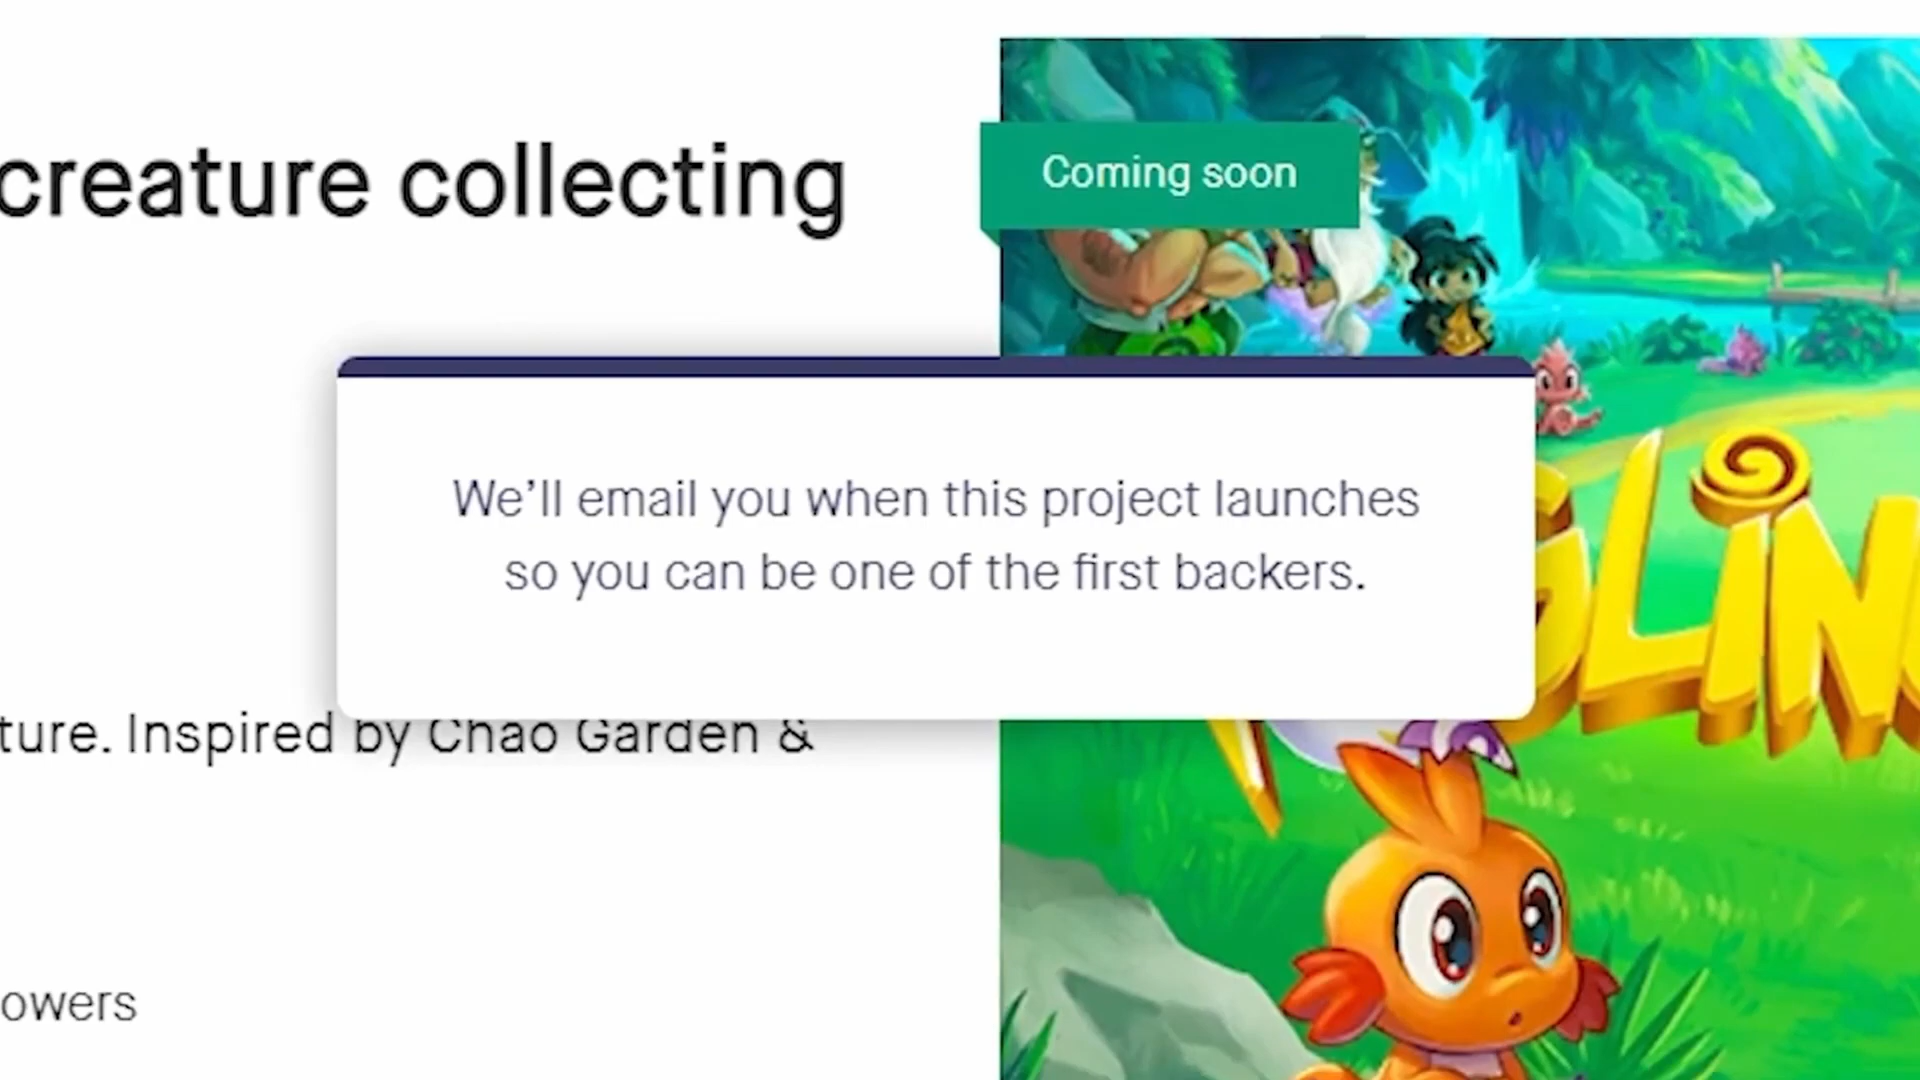 creature collecting
Coming soon
We'll email you when this project launches
so you can be one of the first backers.
LiN
ture. Inspired by Chao Garden &
owers